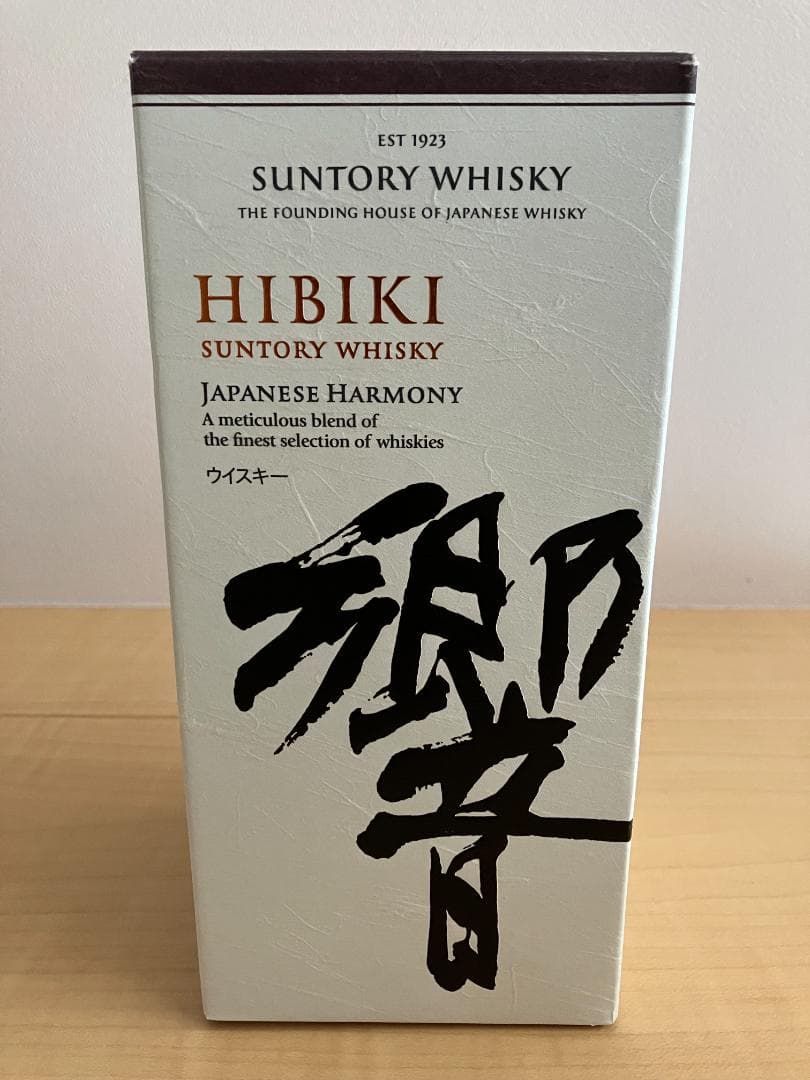 EST 1923
SUNTORY WHISKY
THE FOUNDING HOUSE OF JAPANESE WHISKY
HIBIKI
SUNTORY WHISKY
JAPANESE HARMONY
A meticulous blend of
the finest selection of whiskies
ウイスキー
響